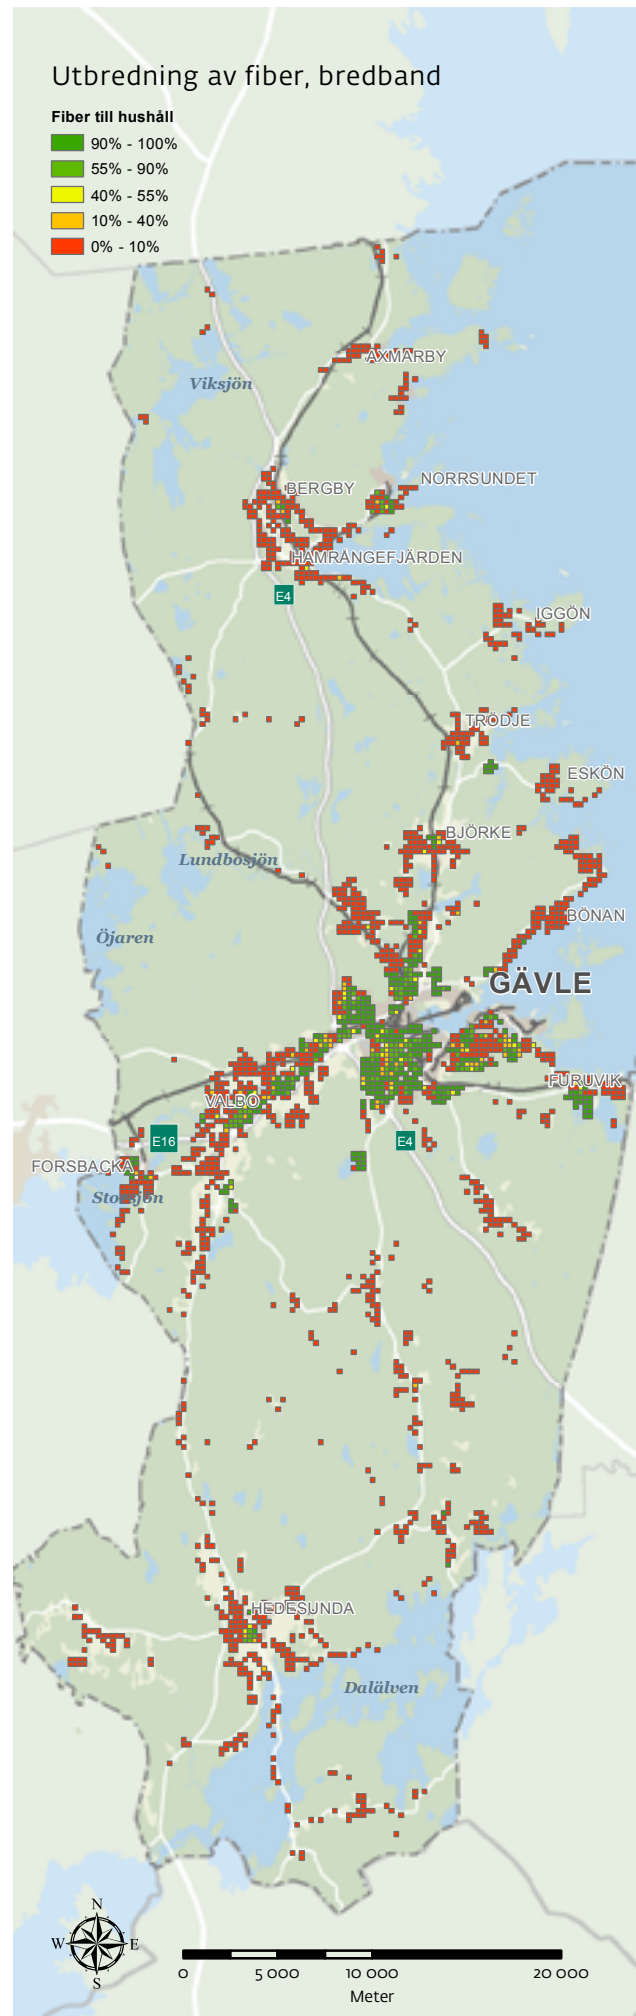 Utbredning av fiber, bredband
Fiber till hushåll
90% - 100%
55% - 90%
40% - 55%
10% - 40%
0% - 10%
AXMARBY
Viksjön
NORRSUNDET
BERGBY
HAMRÅNGEFJÄRDEN
E4
IGGÖN
TRÖDJE
ESKÖN
BJÖRKE
Lundbosjön
BÖNAN
Öjaren
GÄVLE
FURUVIK
VALBO
E16
E4
FORSBACKA
Storsjön
HEDESUNDA
Dalälven
N
W E
S
0 5 000 10 000 20 000
Meter